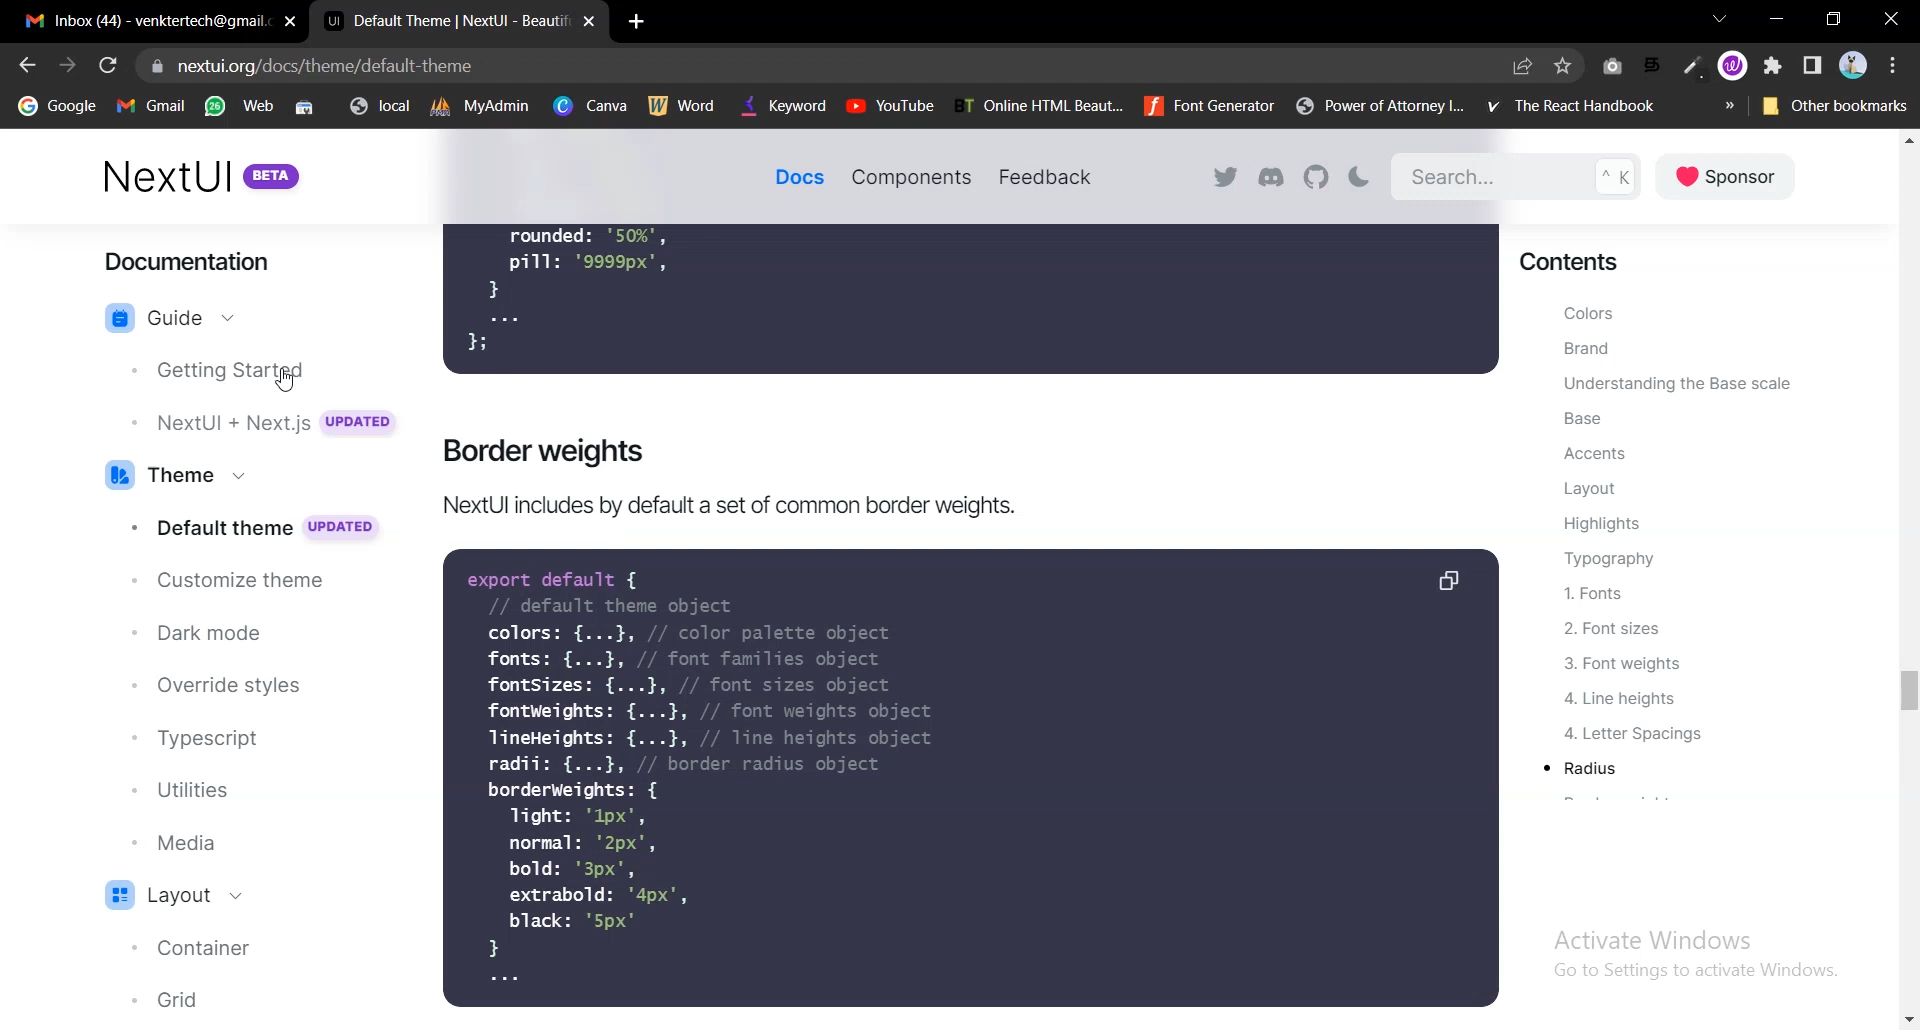 Inbox (44) - venktertech@gmail.c
Default Theme | NextUI - Beautifu
nextui.org/docs/theme/default-theme
Google
Gmail
Web
local
MyAdmin
Canva
Word
Keyword
YouTube
BT Online HTML Beaut...
Font Generator
Power of Attorney I...
The React Handbook
»
Other bookmarks
NextUI BETA
Docs
Components
Feedback
Search...
^ K
Sponsor
Documentation
Guide
Getting Started
NextUI + Next.js UPDATED
Theme
Default theme UPDATED
Customize theme
Dark mode
Override styles
Typescript
Utilities
Media
Layout
Container
Grid
rounded: '50%',
pill: '9999px',
}
...
};
Border weights
NextUI includes by default a set of common border weights.
export default {
// default theme object
colors: {...}, // color palette object
fonts: {...}, // font families object
fontSizes: {...}, // font sizes object
fontWeights: {...}, // font weights object
lineHeights: {...}, // line heights object
radii: {...}, // border radius object
borderWeights: {
light: '1px',
normal: '2px',
bold: '3px',
extrabold: '4px',
black: '5px'
}
...
Contents
Colors
Brand
Understanding the Base scale
Base
Accents
Layout
Highlights
Typography
1. Fonts
2. Font sizes
3. Font weights
4. Line heights
4. Letter Spacings
Radius
Activate Windows
Go to Settings to activate Windows.